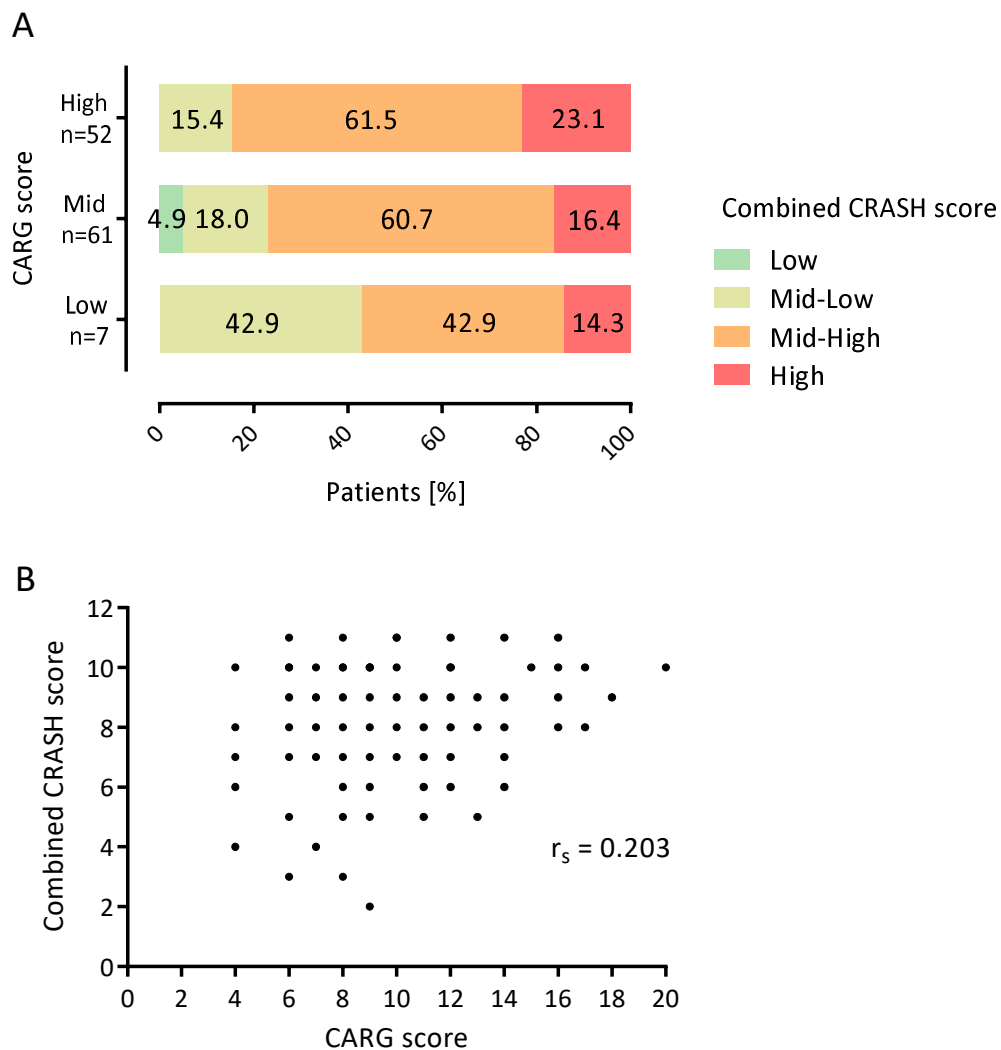 A
High
n=52
15.4 61.5 23.1
Mid
n=61
4.9 18.0 60.7 16.4
Low
n=7
42.9 42.9 14.3
CARG score
0 20 40 60 80 100
Patients [%]
Combined CRASH score
Low
Mid-Low
Mid-High
High
B
12
10
8
6
4
2
0
Combined CRASH score
rs = 0.203
0 2 4 6 8 10 12 14 16 18 20
CARG score